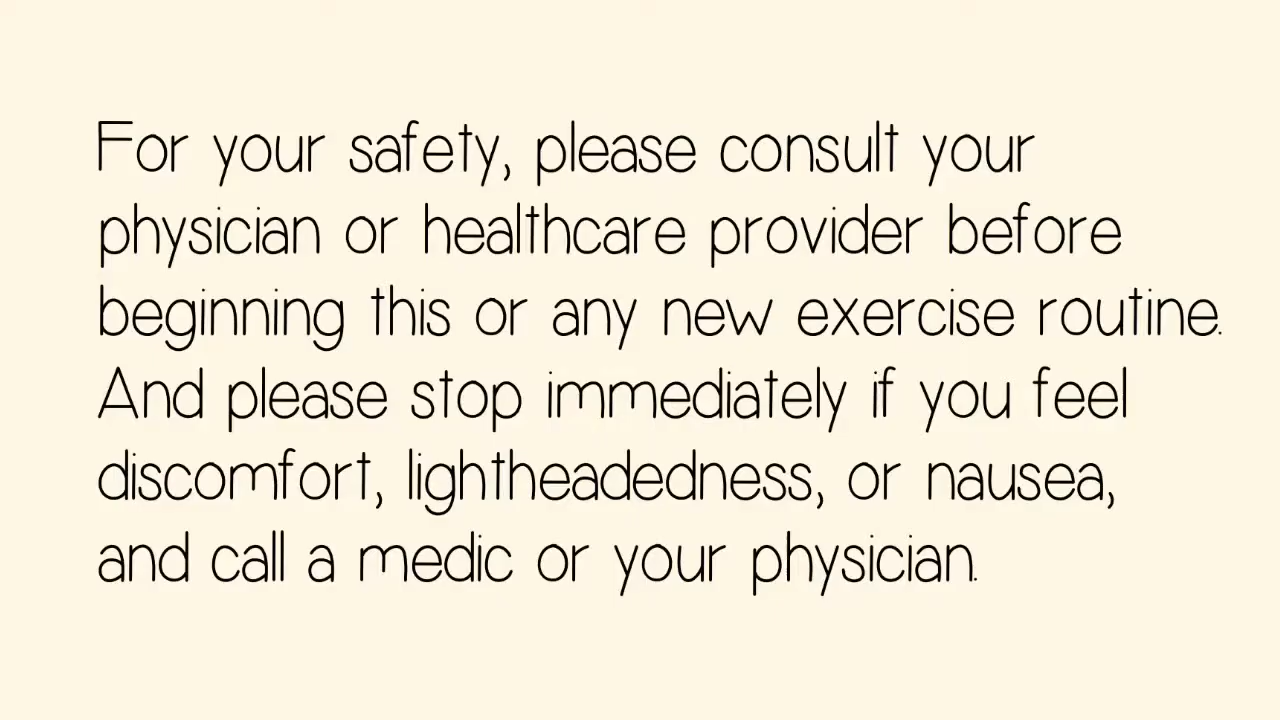 For your safety, please consult your
physician or healthcare provider before
beginning this or any new exercise routine.
And please stop immediately if you feel
discomfort, lightheadedness, or nausea,
and call a medic or your physician.